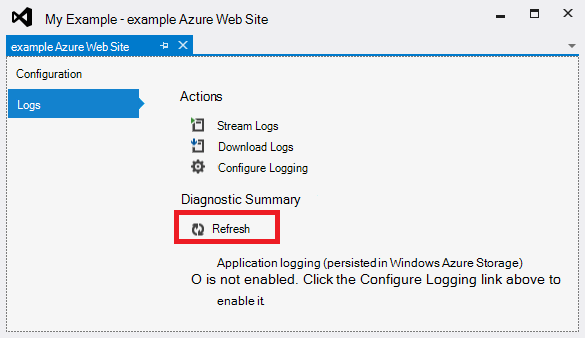 My Example - example Azure Web Site
example Azure Web Site
Configuration
Logs
Actions
Stream Logs
Download Logs
Configure Logging
Diagnostic Summary
Refresh
Application logging (persisted in Windows Azure Storage)
O is not enabled. Click the Configure Logging link above to
enable it